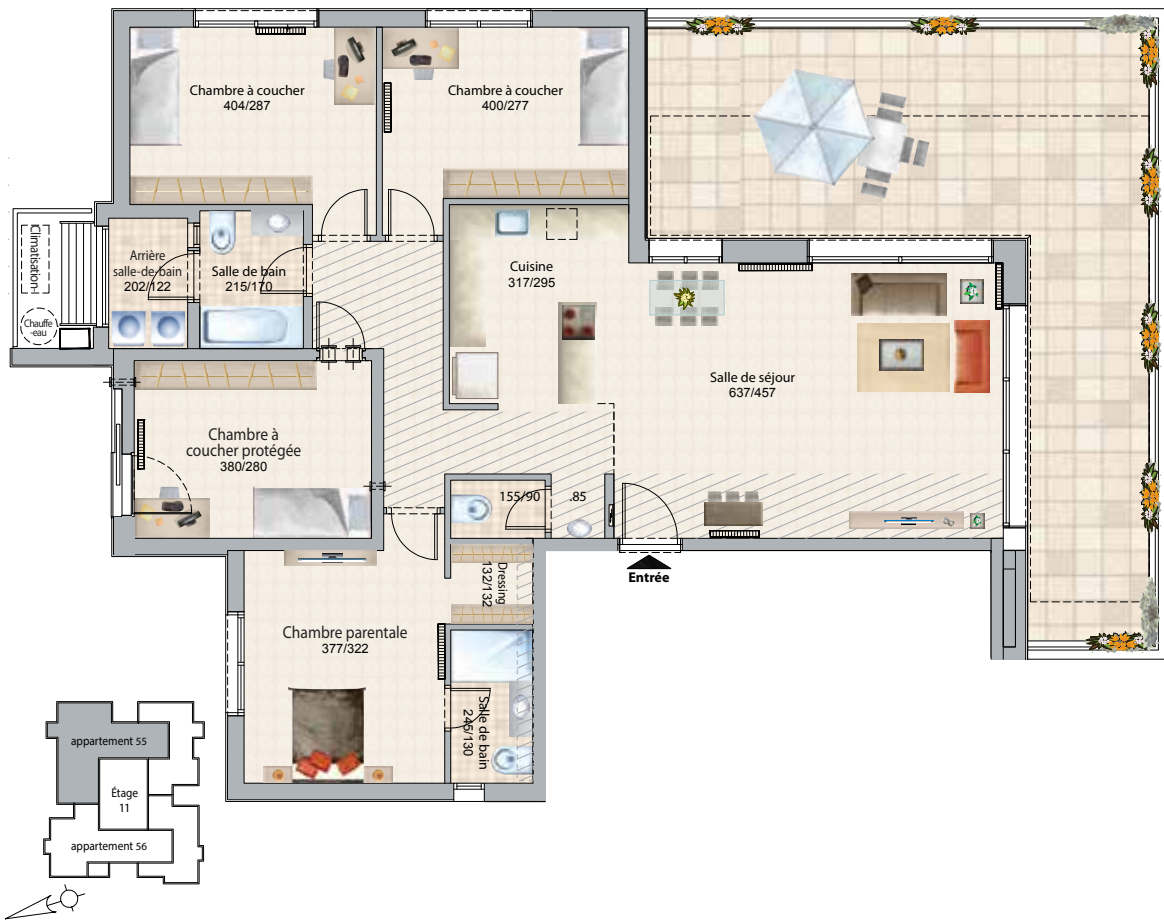 Chambre à coucher
404/287
Chambre à coucher
400/277
Climatisation
Chauffe
-eau
Arrière
salle-de-bain
202/122
Salle de bain
215/170
Cuisine
317/295
Salle de séjour
637/457
Chambre à
coucher protégée
380/280
155/90
.85
Entrée
Dressing
132/132
Chambre parentale
377/322
Salle de bain
245/130
appartement 55
Étage
11
appartement 56